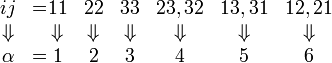 ij = 11 22 33 23,32 13,31 12,21
⇓ ⇓ ⇓ ⇓ ⇓ ⇓ ⇓
α = 1 2 3 4 5 6